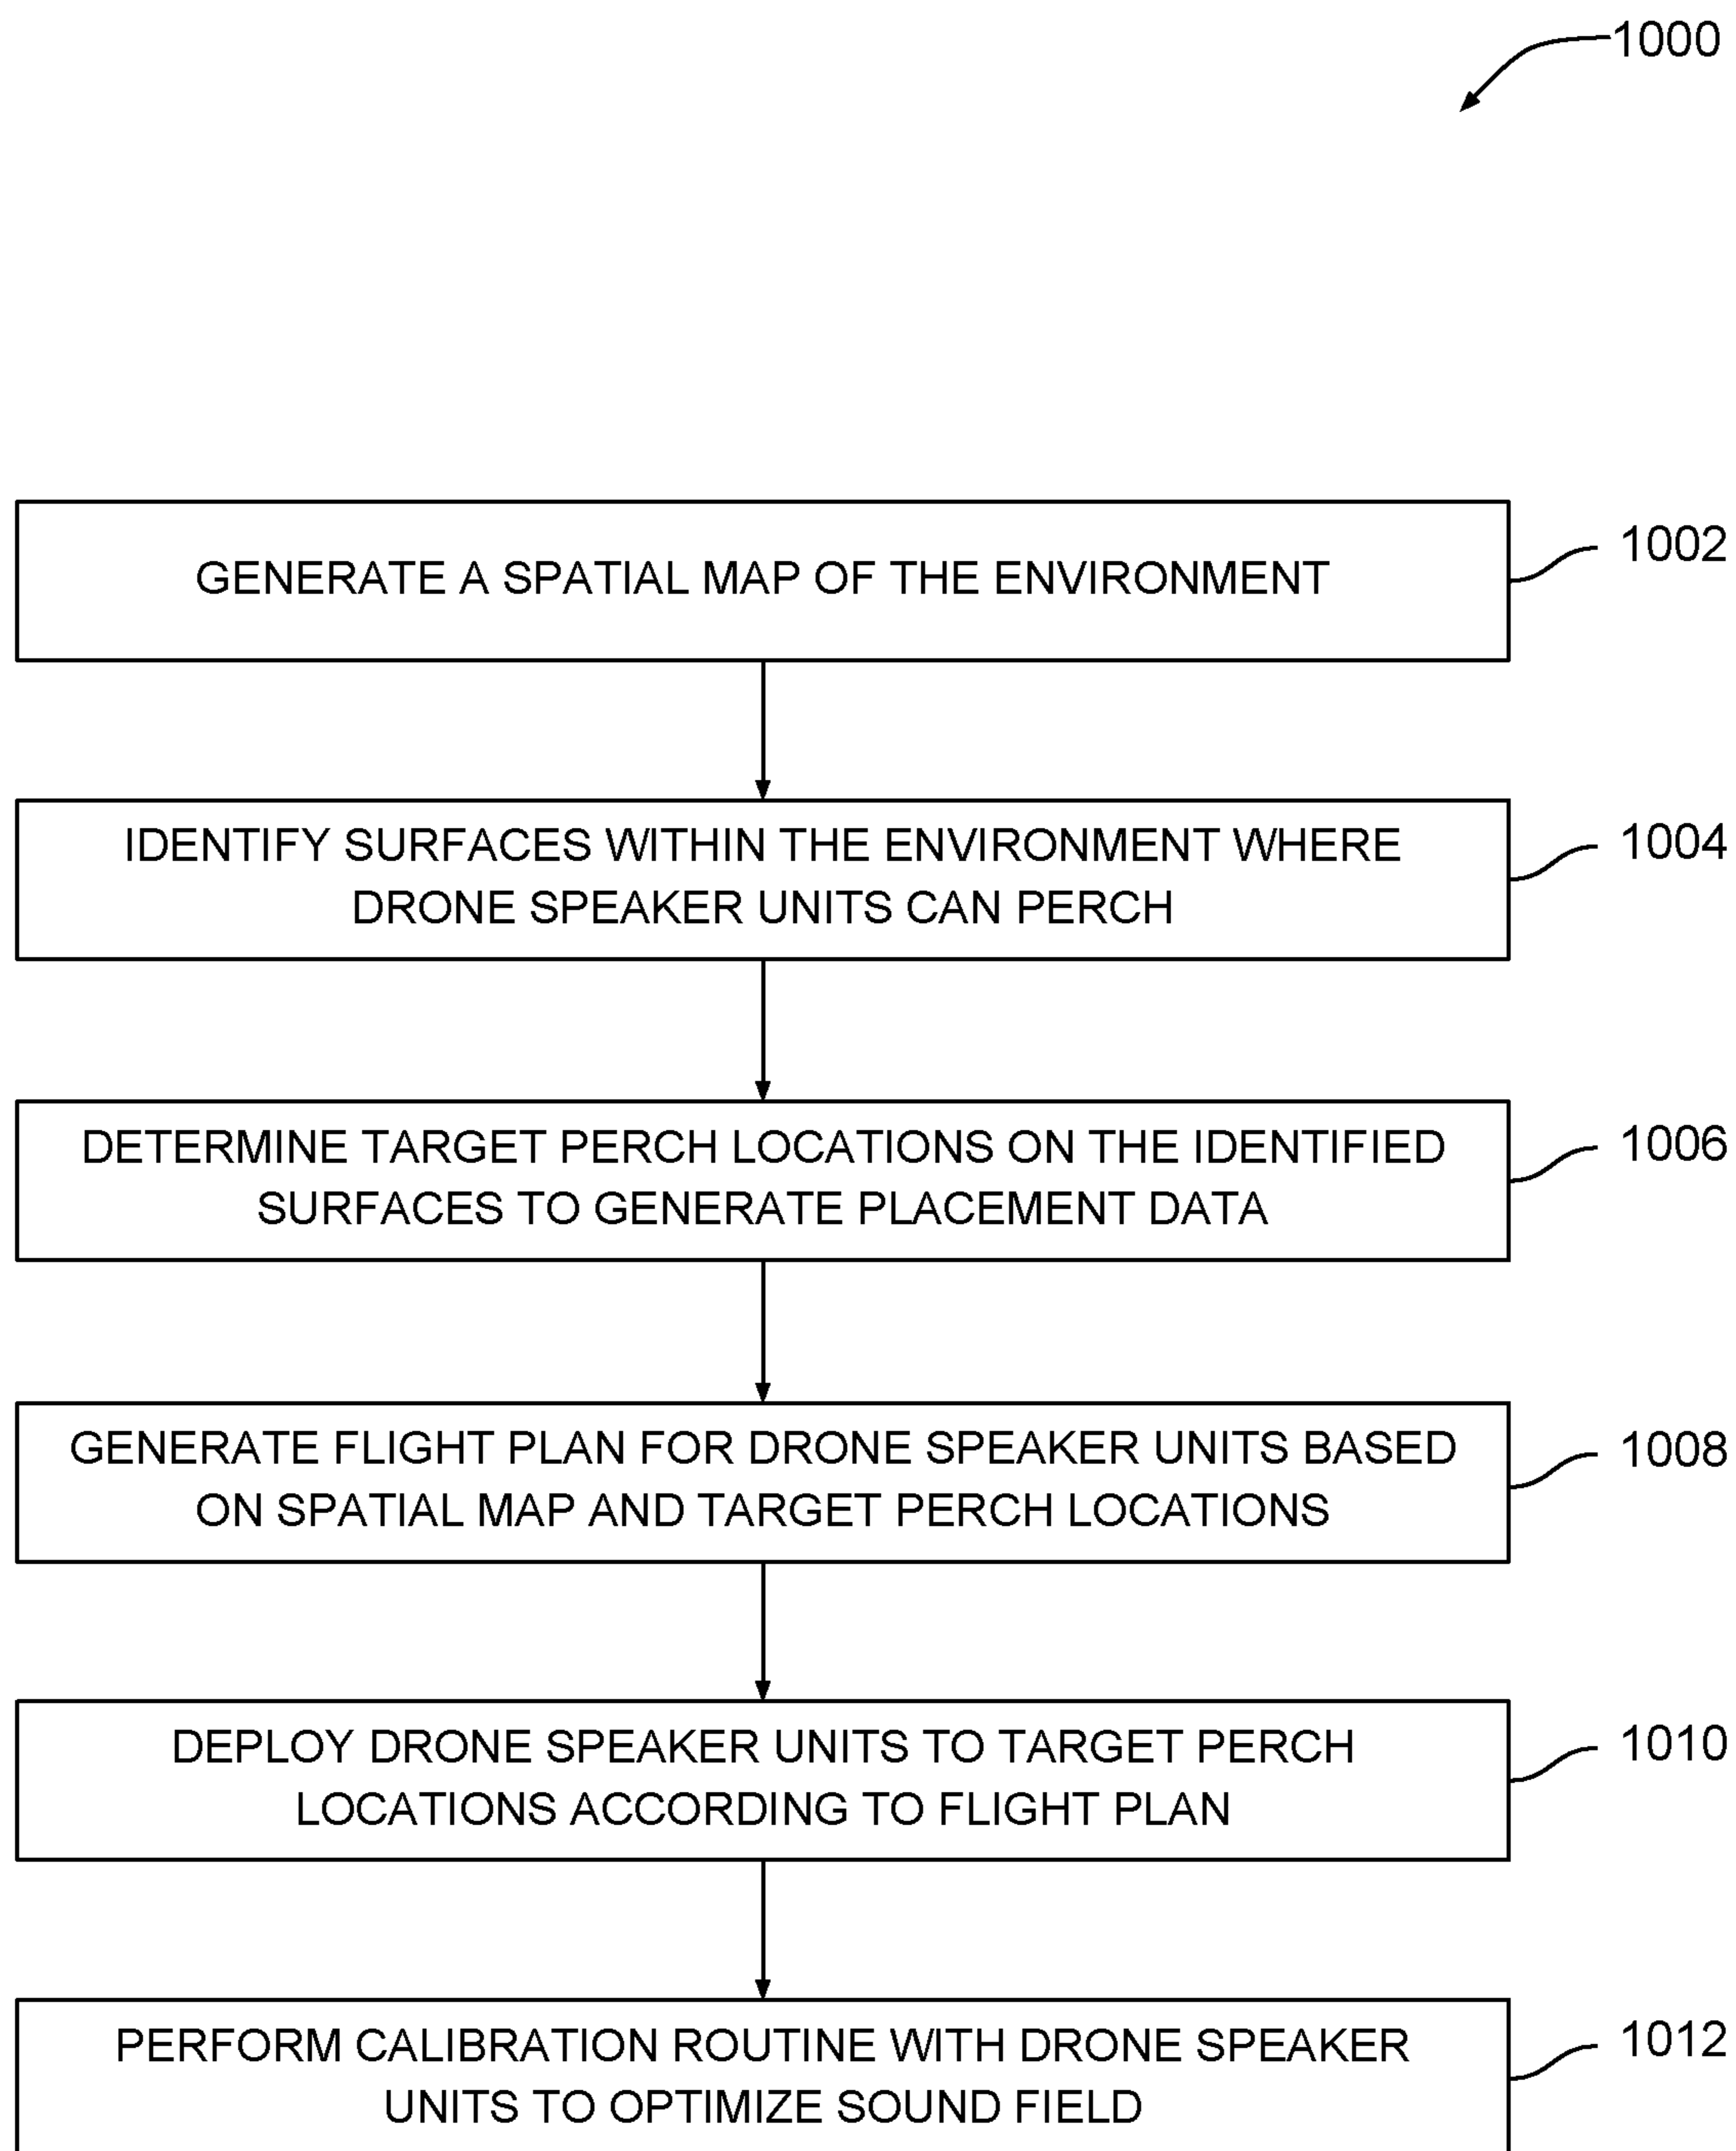 1000
GENERATE A SPATIAL MAP OF THE ENVIRONMENT
1002
IDENTIFY SURFACES WITHIN THE ENVIRONMENT WHERE
DRONE SPEAKER UNITS CAN PERCH
1004
DETERMINE TARGET PERCH LOCATIONS ON THE IDENTIFIED
SURFACES TO GENERATE PLACEMENT DATA
1006
GENERATE FLIGHT PLAN FOR DRONE SPEAKER UNITS BASED
ON SPATIAL MAP AND TARGET PERCH LOCATIONS
1008
DEPLOY DRONE SPEAKER UNITS TO TARGET PERCH
LOCATIONS ACCORDING TO FLIGHT PLAN
1010
PERFORM CALIBRATION ROUTINE WITH DRONE SPEAKER
UNITS TO OPTIMIZE SOUND FIELD
1012